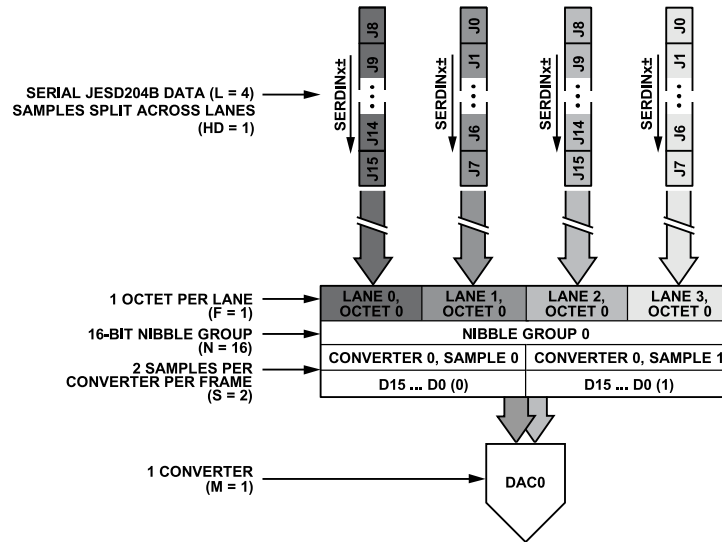 J8
J9
J14
J15
SERDINx±
J0
J1
J6
J7
SERDINx±
J8
J9
J14
J15
SERDINx±
J0
J1
J6
J7
SERDINx±
SERIAL JESD204B DATA (L = 4)
SAMPLES SPLIT ACROSS LANES
(HD = 1)
1 OCTET PER LANE
(F = 1)
LANE 0,
OCTET 0
LANE 1,
OCTET 0
LANE 2,
OCTET 0
LANE 3,
OCTET 0
16-BIT NIBBLE GROUP
(N = 16)
NIBBLE GROUP 0
2 SAMPLES PER
CONVERTER PER FRAME
(S = 2)
CONVERTER 0, SAMPLE 0
CONVERTER 0, SAMPLE 1
D15 ... D0 (0)
D15 ... D0 (1)
1 CONVERTER
(M = 1)
DAC0